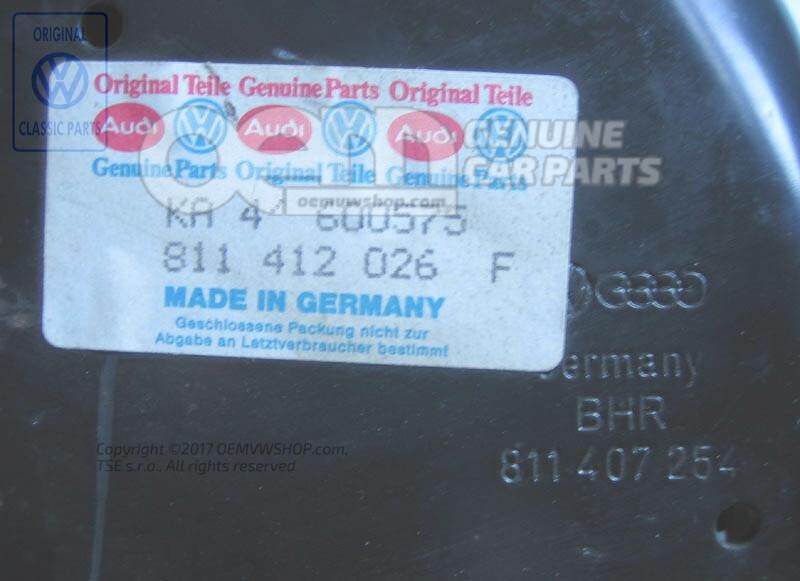 ORIGINAL
CLASSIC PARTS
Original Teile Genuine Parts Original Teile
Audi Audi Audi
Genuine Parts Original Teile Genuine Parts
GENUINE
CAR PARTS
oemvwshop.com
KA 4 600575
811 412 026 F
MADE IN GERMANY
Geschlossene Packung nicht zur
Abgabe an Letztverbraucher bestimmt
Germany
BHR
811 407 254
Copyright ©2017 OEMVWSHOP.com,
TSE s.r.o., All rights reserved